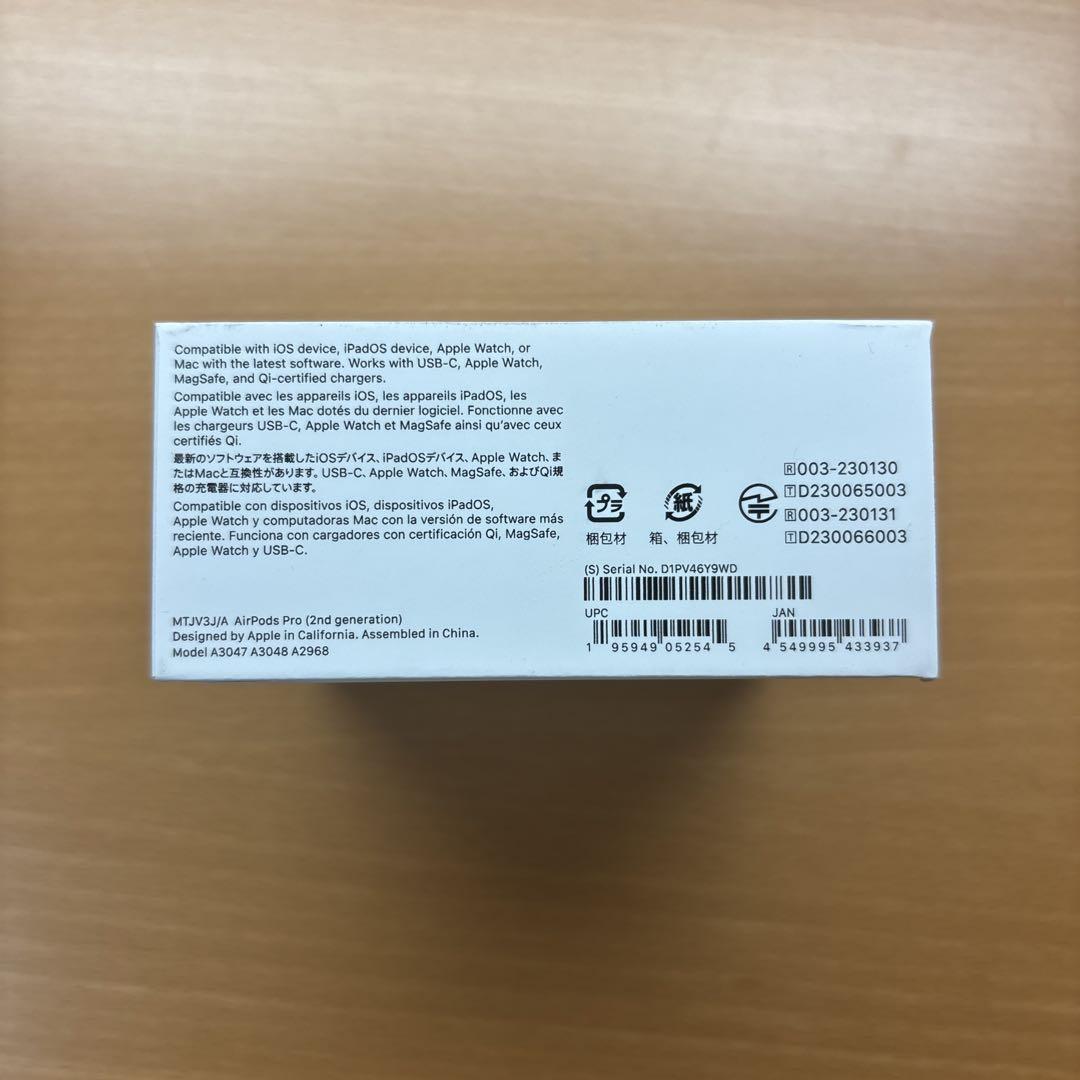 Compatible with iOS device, iPadOS device, Apple Watch, or
Mac with the latest software. Works with USB-C, Apple Watch,
MagSafe, and Qi-certified chargers.
Compatible avec les appareils iOS, les appareils iPadOS, les
Apple Watch et les Mac dotés du dernier logiciel. Fonctionne avec
les chargeurs USB-C, Apple Watch et MagSafe ainsi qu'avec ceux
certifiés Qi.
最新のソフトウェアを搭載したiOSデバイス、iPadOSデバイス、Apple Watch、ま
たはMacと互換性があります。USB-C、Apple Watch、MagSafe、およびQi規
格の充電器に対応しています。
Compatible con dispositivos iOS, dispositivos iPadOS,
Apple Watch y computadoras Mac con la versión de software más
reciente. Funciona con cargadores con certificación Qi, MagSafe,
Apple Watch y USB-C.
MTJV3J/A AirPods Pro (2nd generation)
Designed by Apple in California. Assembled in China.
Model A3047 A3048 A2968
プラ
梱包材
紙
箱、梱包材
R 003-230130
T D230065003
R 003-230131
T D230066003
(S) Serial No. D1PV46Y9WD
UPC
1 95949 05254 5
JAN
4 549995 433937